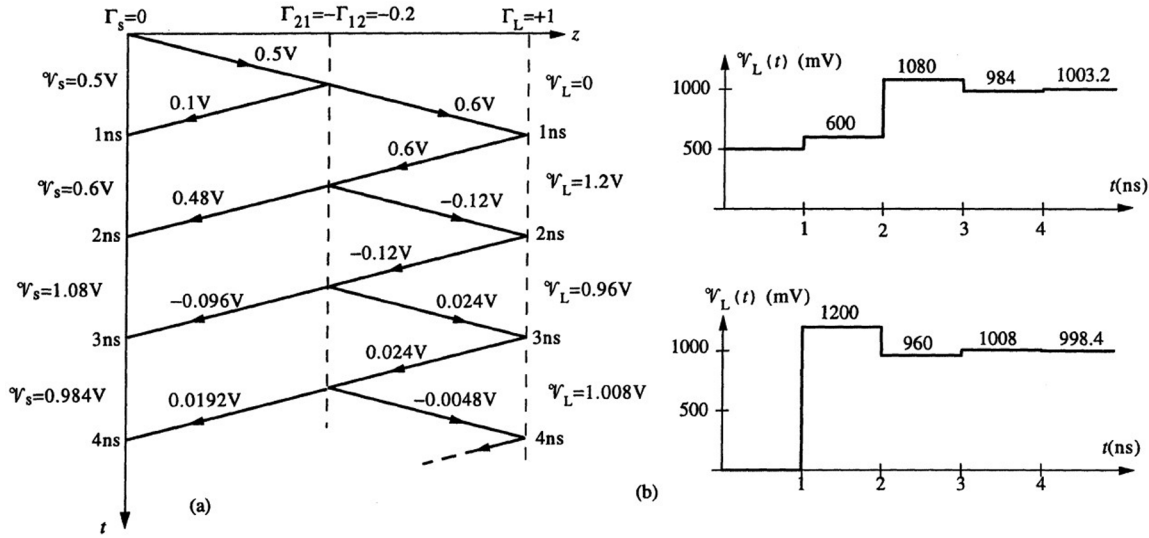 Γs=0
Γ21=−Γ12=−0.2
ΓL=+1
z
0.5V
𝒱s=0.5V
𝒱L=0
0.1V
0.6V
1ns
1ns
0.6V
𝒱s=0.6V
𝒱L=1.2V
0.48V
−0.12V
2ns
2ns
−0.12V
𝒱s=1.08V
𝒱L=0.96V
−0.096V
0.024V
3ns
3ns
0.024V
𝒱s=0.984V
𝒱L=1.008V
0.0192V
−0.0048V
4ns
4ns
(a)
t
𝒱L (t) (mV)
1080
984
1003.2
1000
600
500
t(ns)
1 2 3 4
𝒱L (t) (mV)
1200
960
1008
998.4
1000
500
t(ns)
1 2 3 4
(b)